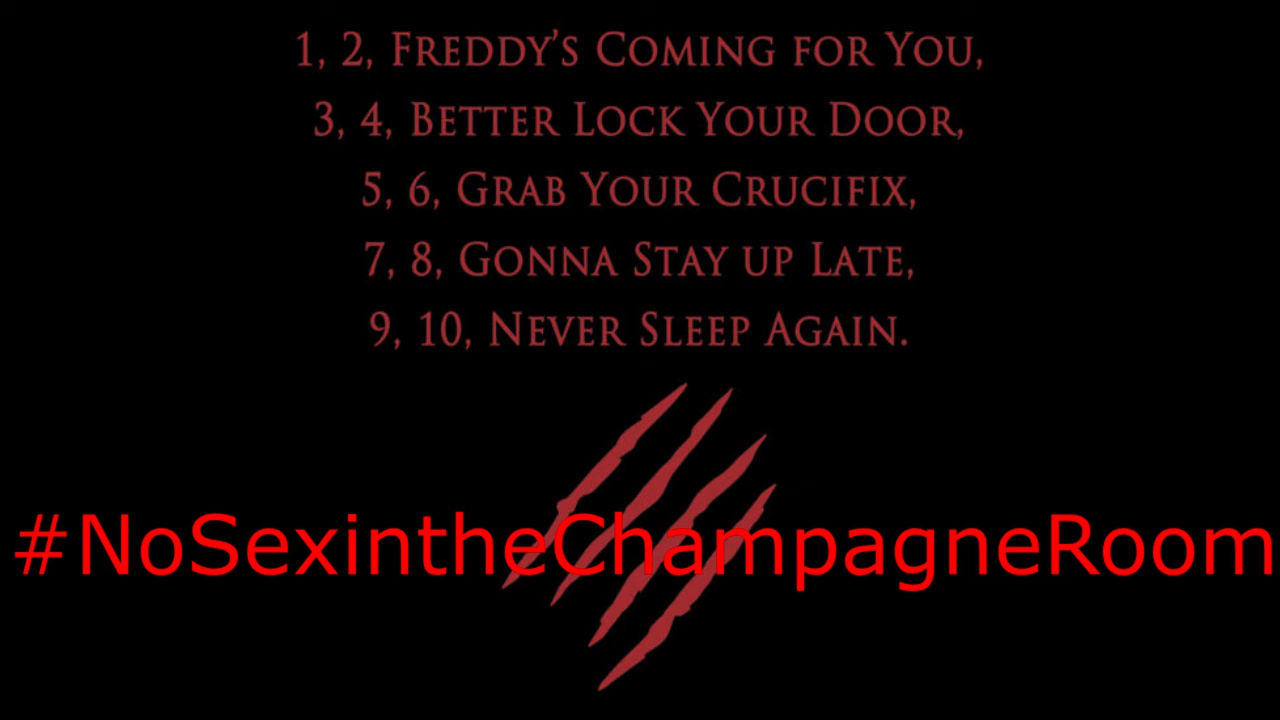 1, 2, Freddy's Coming for You,
3, 4, Better Lock Your Door,
5, 6, Grab Your Crucifix,
7, 8, Gonna Stay up Late,
9, 10, Never Sleep Again.
#NoSexintheChampagneRoom